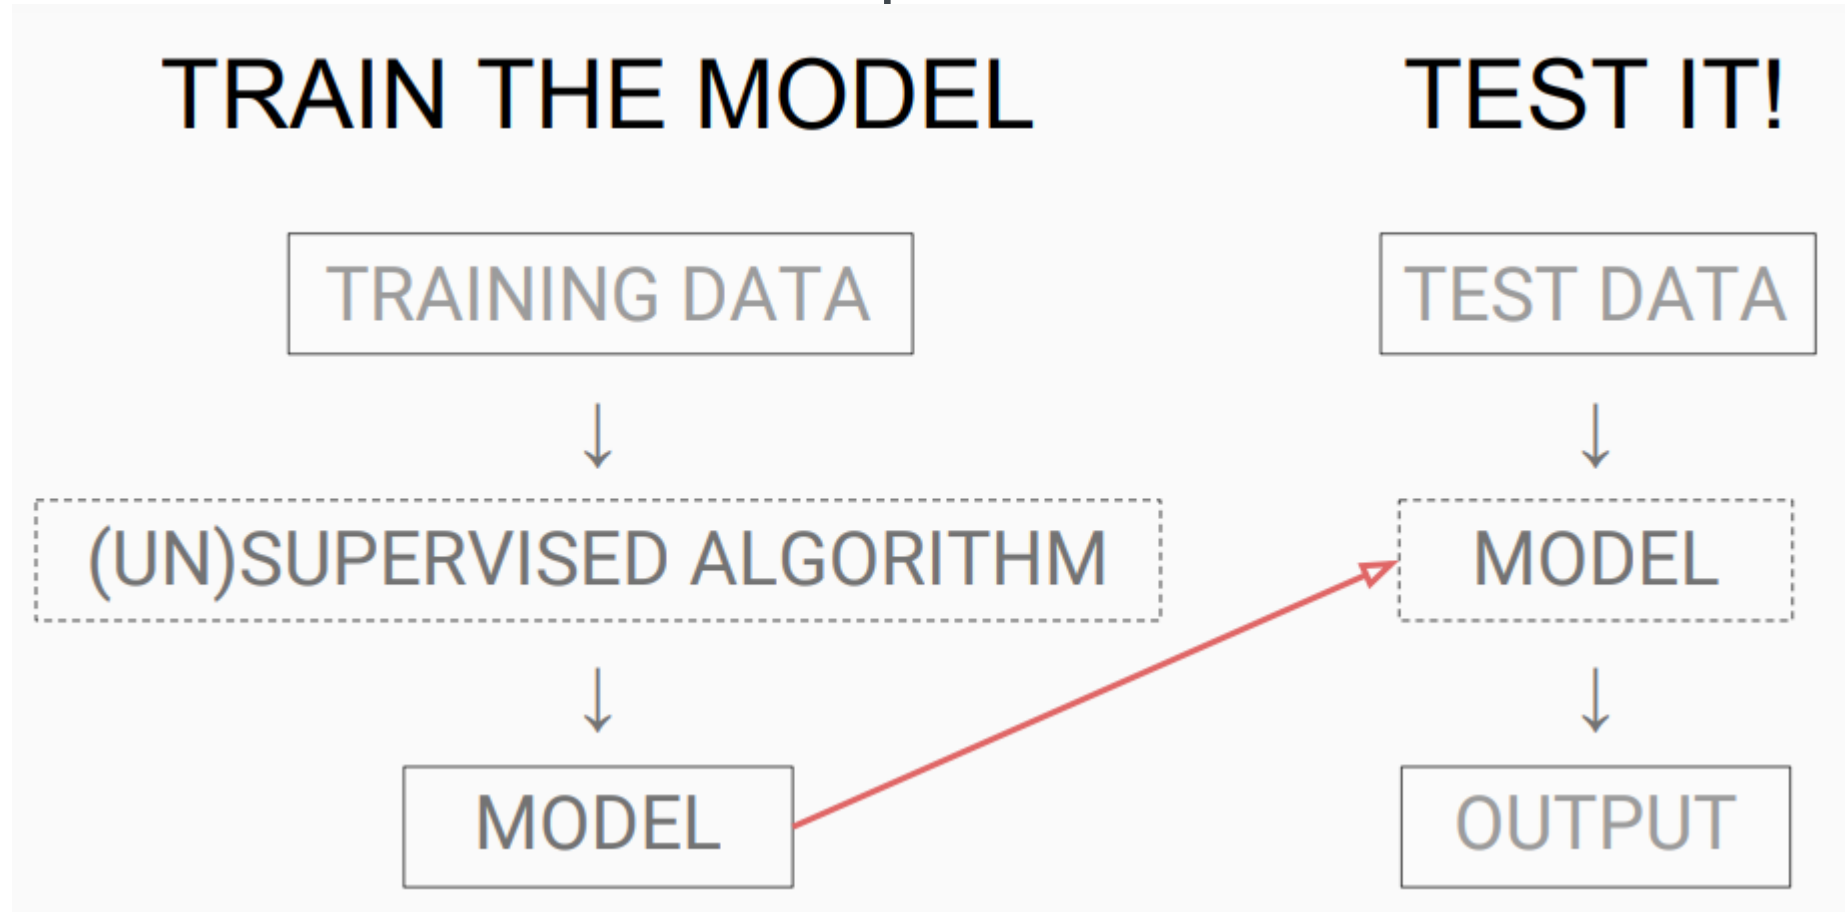 TRAIN THE MODEL
TRAINING DATA
↓
(UN)SUPERVISED ALGORITHM
↓
MODEL
TEST IT!
TEST DATA
↓
MODEL
↓
OUTPUT